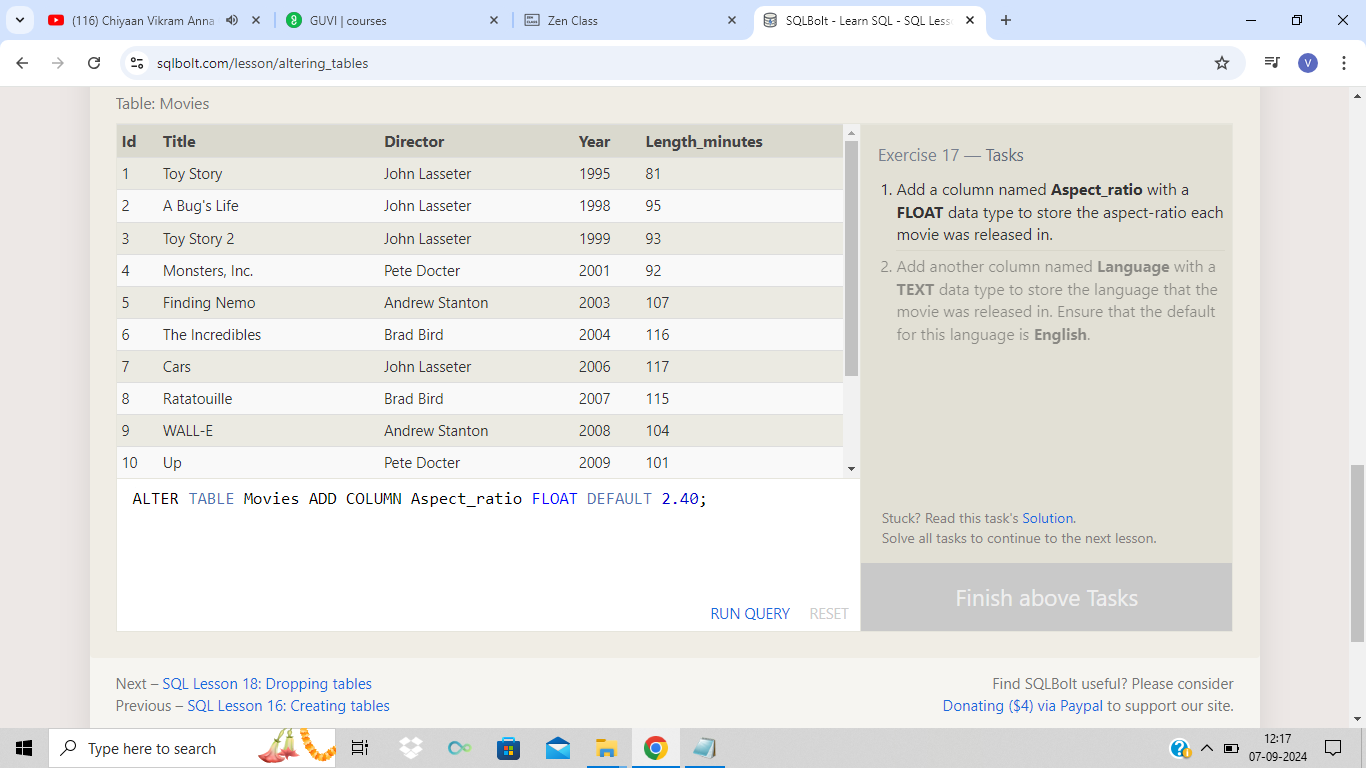 (116) Chiyaan Vikram Anna
GUVI | courses
Zen Class
SQLBolt - Learn SQL - SQL Less
sqlbolt.com/lesson/altering_tables
V
Table: Movies
Id Title Director Year Length_minutes
1 Toy Story John Lasseter 1995 81
2 A Bug's Life John Lasseter 1998 95
3 Toy Story 2 John Lasseter 1999 93
4 Monsters, Inc. Pete Docter 2001 92
5 Finding Nemo Andrew Stanton 2003 107
6 The Incredibles Brad Bird 2004 116
7 Cars John Lasseter 2006 117
8 Ratatouille Brad Bird 2007 115
9 WALL-E Andrew Stanton 2008 104
10 Up Pete Docter 2009 101
ALTER TABLE Movies ADD COLUMN Aspect_ratio FLOAT DEFAULT 2.40;
RUN QUERY RESET
Exercise 17 — Tasks
1. Add a column named Aspect_ratio with a
FLOAT data type to store the aspect-ratio each
movie was released in.
2. Add another column named Language with a
TEXT data type to store the language that the
movie was released in. Ensure that the default
for this language is English.
Stuck? Read this task's Solution.
Solve all tasks to continue to the next lesson.
Finish above Tasks
Next – SQL Lesson 18: Dropping tables
Previous – SQL Lesson 16: Creating tables
Find SQLBolt useful? Please consider
Donating ($4) via Paypal to support our site.
Type here to search
12:17
07-09-2024